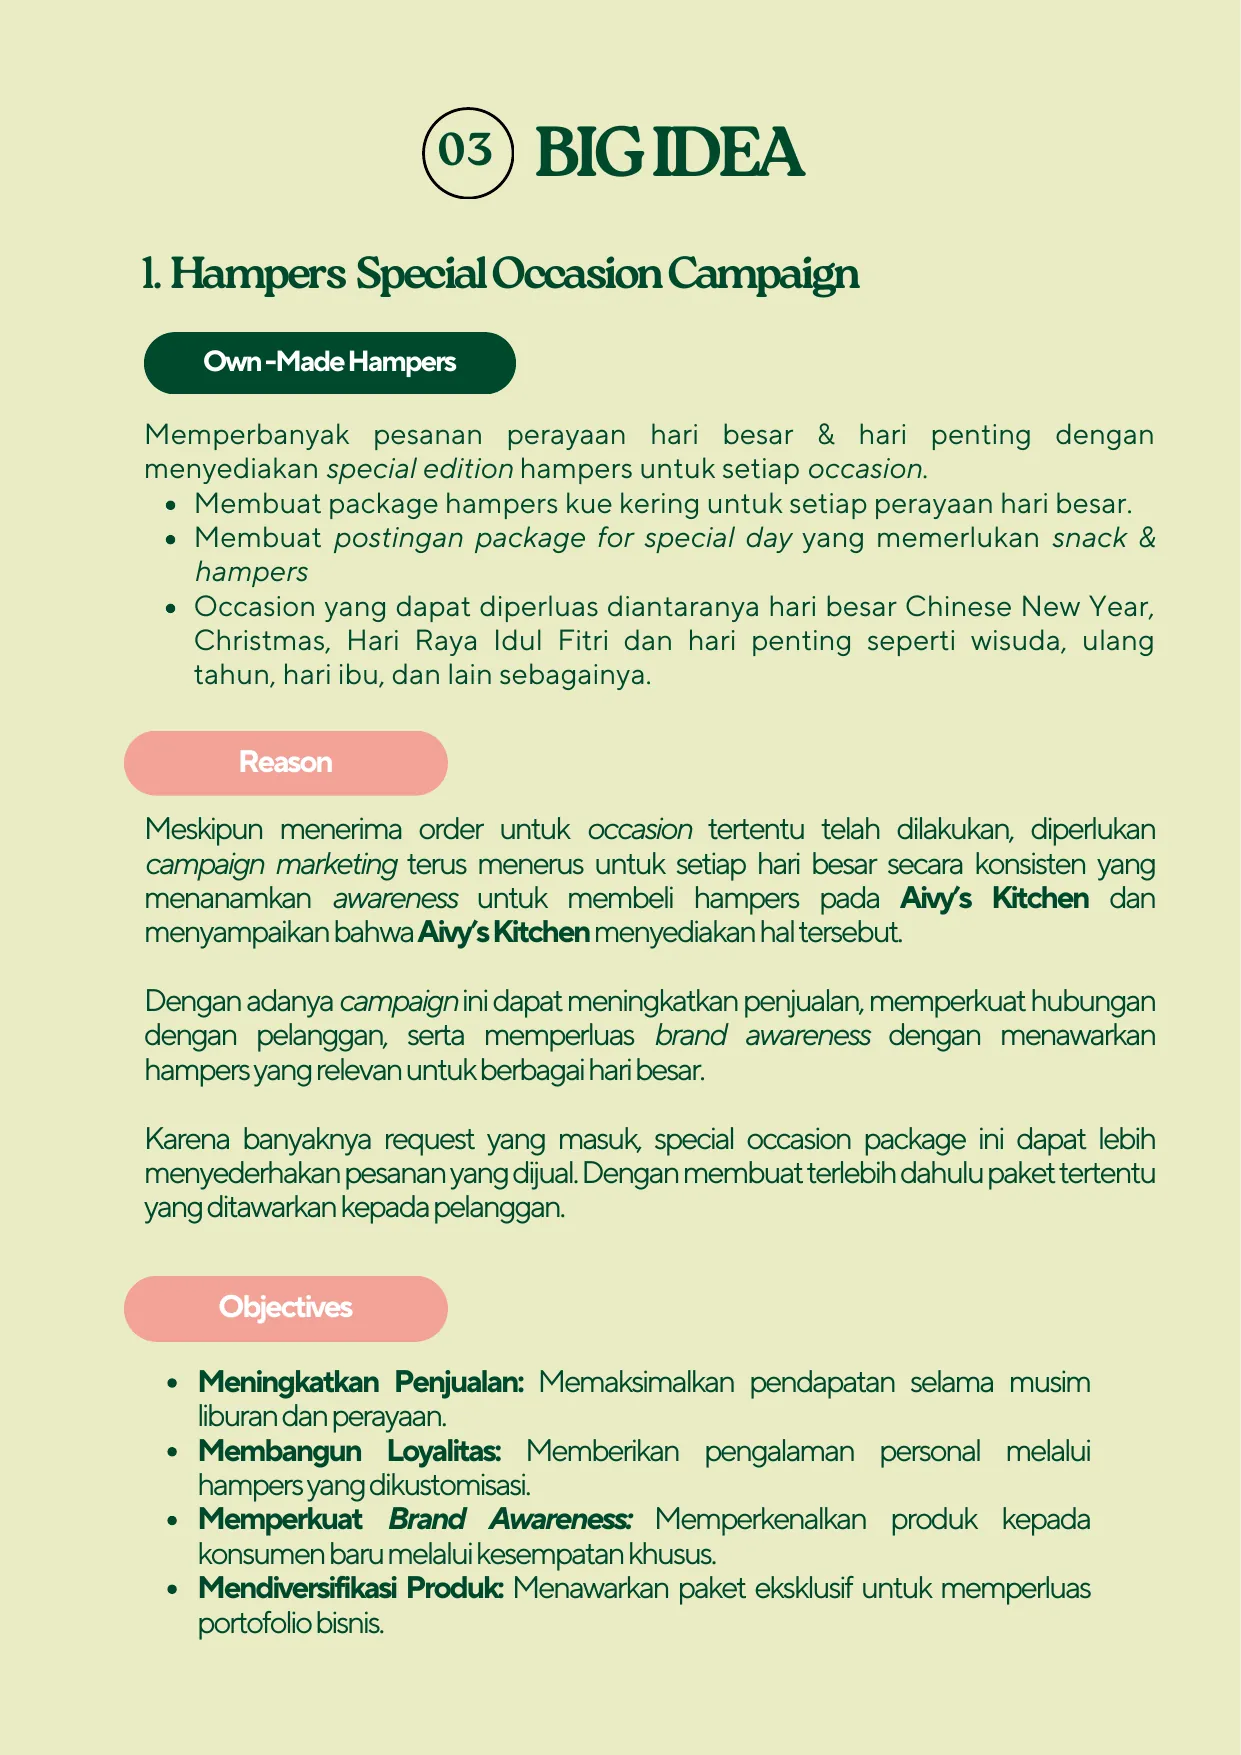 03 BIG IDEA
1. Hampers Special Occasion Campaign
Own -Made Hampers
Memperbanyak pesanan perayaan hari besar & hari penting dengan
menyediakan special edition hampers untuk setiap occasion.
• Membuat package hampers kue kering untuk setiap perayaan hari besar.
• Membuat postingan package for special day yang memerlukan snack &
hampers
• Occasion yang dapat diperluas diantaranya hari besar Chinese New Year,
Christmas, Hari Raya Idul Fitri dan hari penting seperti wisuda, ulang
tahun, hari ibu, dan lain sebagainya.
Reason
Meskipun menerima order untuk occasion tertentu telah dilakukan, diperlukan
campaign marketing terus menerus untuk setiap hari besar secara konsisten yang
menanamkan awareness untuk membeli hampers pada Aivy’s Kitchen dan
menyampaikan bahwa Aivy’s Kitchen menyediakan hal tersebut.
Dengan adanya campaign ini dapat meningkatkan penjualan, memperkuat hubungan
dengan pelanggan, serta memperluas brand awareness dengan menawarkan
hampers yang relevan untuk berbagai hari besar.
Karena banyaknya request yang masuk, special occasion package ini dapat lebih
menyederhakan pesanan yang dijual. Dengan membuat terlebih dahulu paket tertentu
yang ditawarkan kepada pelanggan.
Objectives
• Meningkatkan Penjualan: Memaksimalkan pendapatan selama musim
liburan dan perayaan.
• Membangun Loyalitas: Memberikan pengalaman personal melalui
hampers yang dikustomisasi.
• Memperkuat Brand Awareness: Memperkenalkan produk kepada
konsumen baru melalui kesempatan khusus.
• Mendiversifikasi Produk: Menawarkan paket eksklusif untuk memperluas
portofolio bisnis.